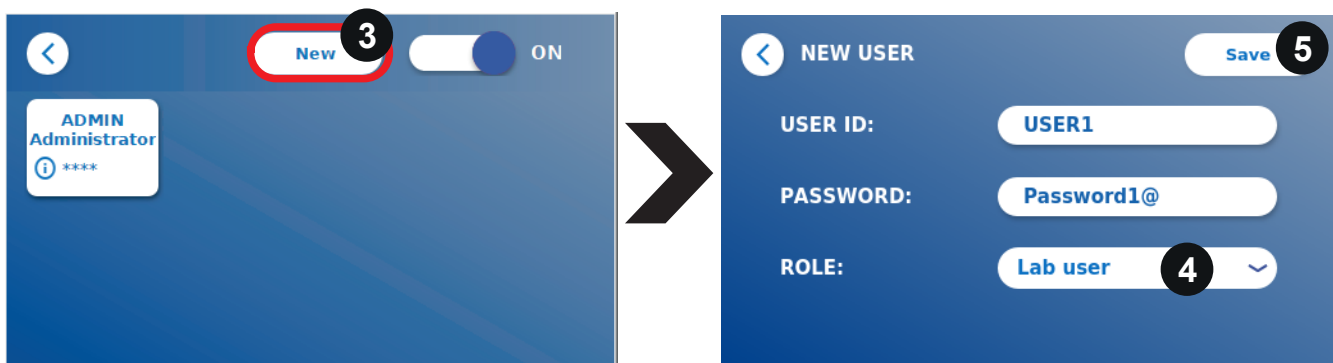 New 3 ON
ADMIN
Administrator
i ****
NEW USER Save 5
USER ID: USER1
PASSWORD: Password1@
ROLE: Lab user 4